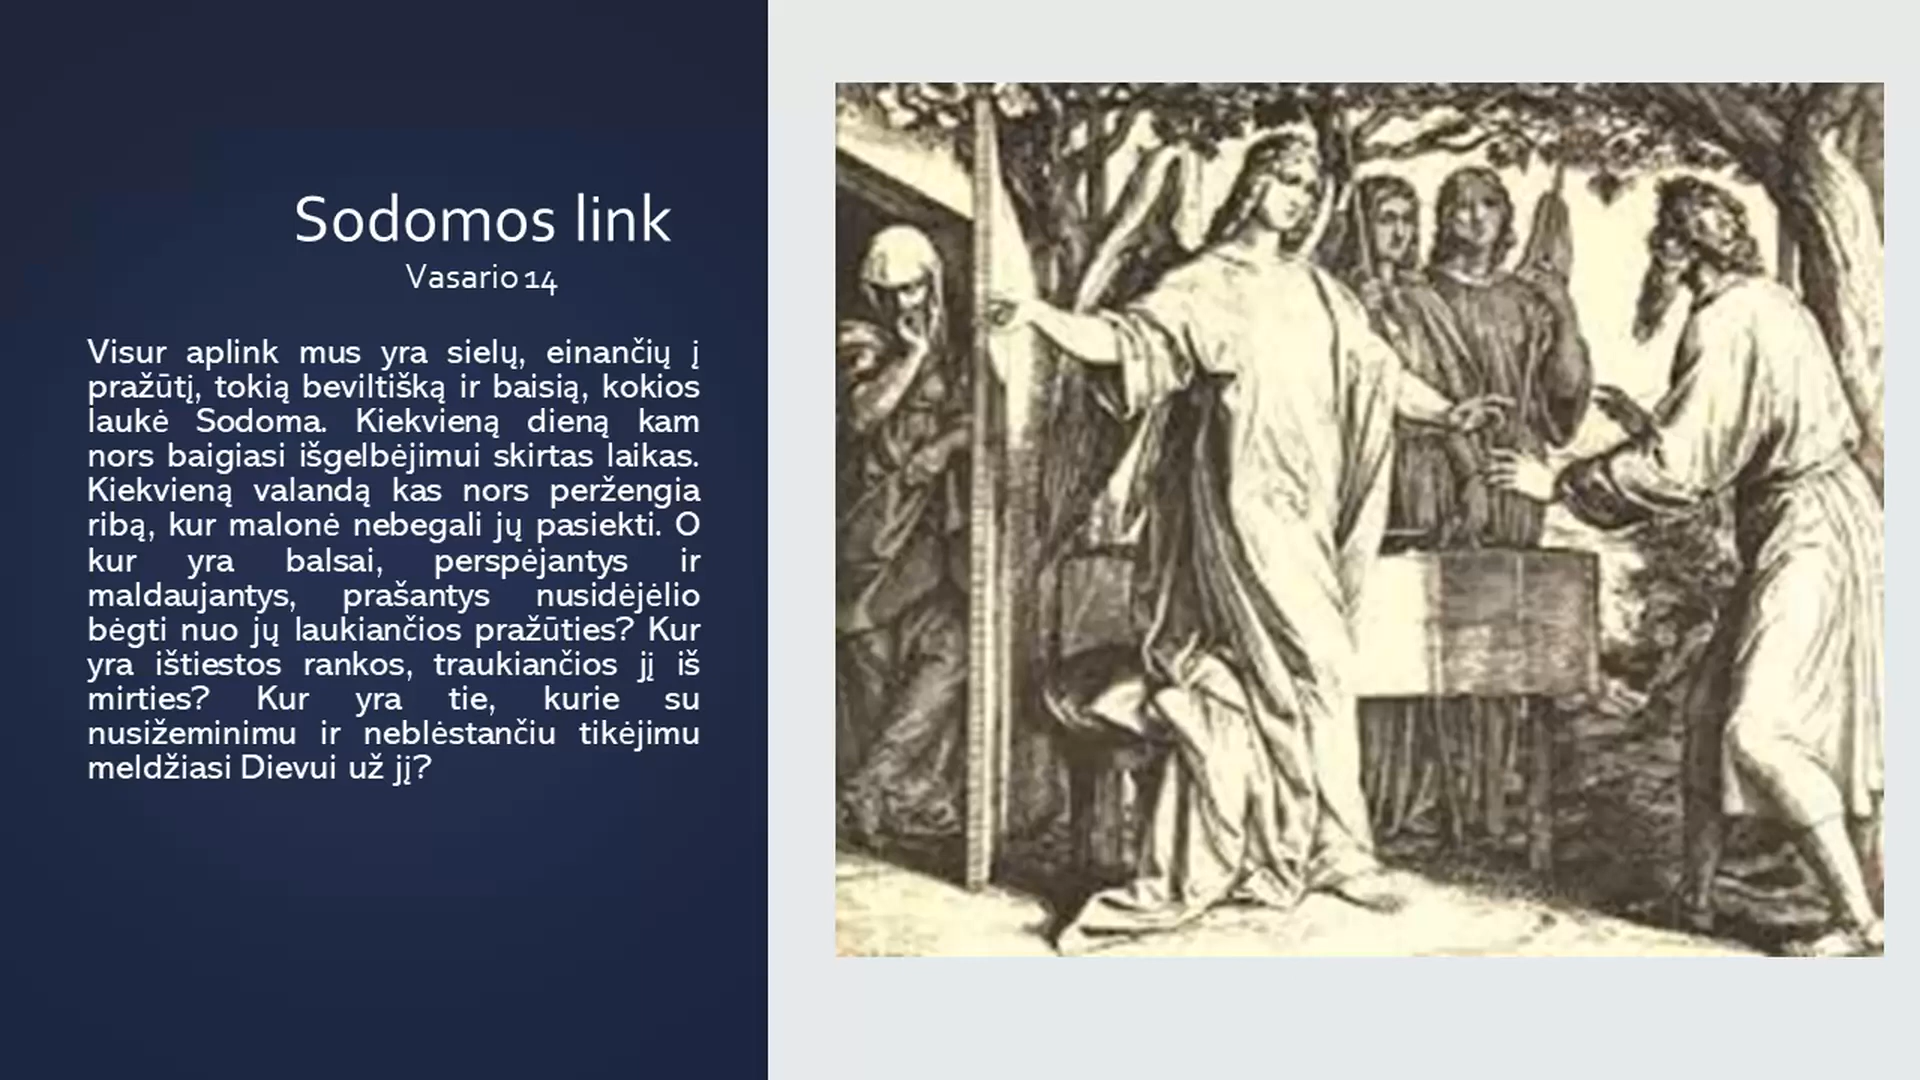 Sodomos link
Vasario 14
Visur aplink mus yra sielų, einančių į
pražūtį, tokią beviltišką ir baisią, kokios
laukė Sodoma. Kiekvieną dieną kam
nors baigiasi išgelbėjimui skirtas laikas.
Kiekvieną valandą kas nors peržengia
ribą, kur malonė nebegali jų pasiekti. O
kur yra balsai, perspėjantys ir
maldaujantys, prašantys nusidėjėlio
bėgti nuo jų laukiančios pražūties? Kur
yra ištiestos rankos, traukiančios jį iš
mirties? Kur yra tie, kurie su
nusižeminimu ir neblėstančiu tikėjimu
meldžiasi Dievui už jį?